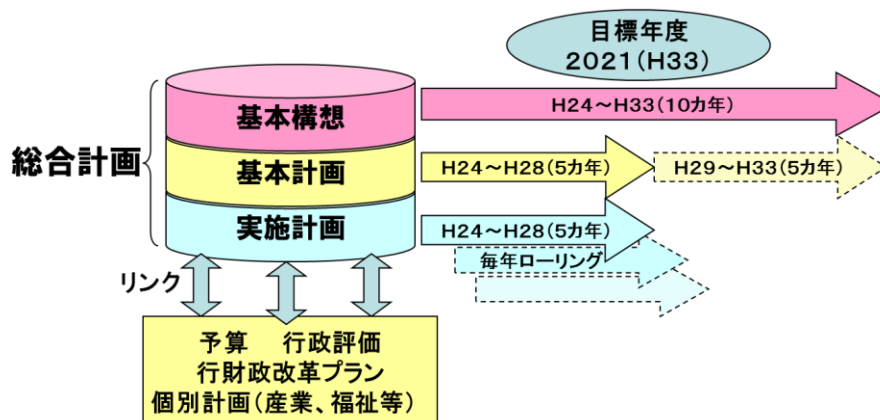 目標年度
2021(H33)
総合計画
基本構想
H24～H33(10カ年)
基本計画
H24～H28(5カ年)
H29～H33(5カ年)
実施計画
H24～H28(5カ年)
毎年ローリング
リンク
予算　行政評価
行財政改革プラン
個別計画(産業、福祉等)